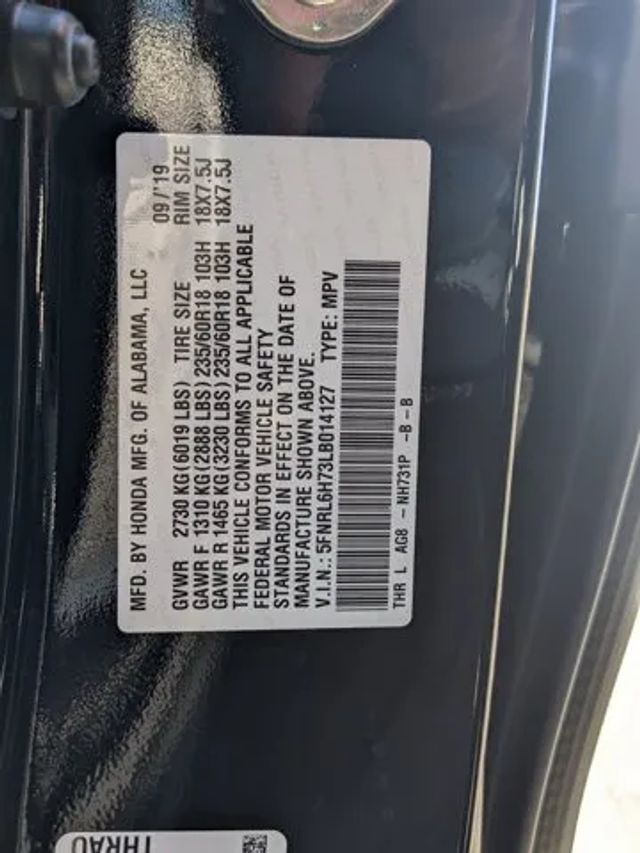 MFD. BY HONDA MFG. OF ALABAMA, LLC 09/'19
GVWR 2730 KG(6019 LBS) TIRE SIZE RIM SIZE
GAWR F 1310 KG(2888 LBS)235/60R18 103H 18X7.5J
GAWR R 1465 KG(3230 LBS)235/60R18 103H 18X7.5J
THIS VEHICLE CONFORMS TO ALL APPLICABLE
FEDERAL MOTOR VEHICLE SAFETY
STANDARDS IN EFFECT ON THE DATE OF
MANUFACTURE SHOWN ABOVE.
V.I.N.: 5FNRL6H73LB014127 TYPE: MPV
THR L AG8 - NH731P -B - B
THRAO